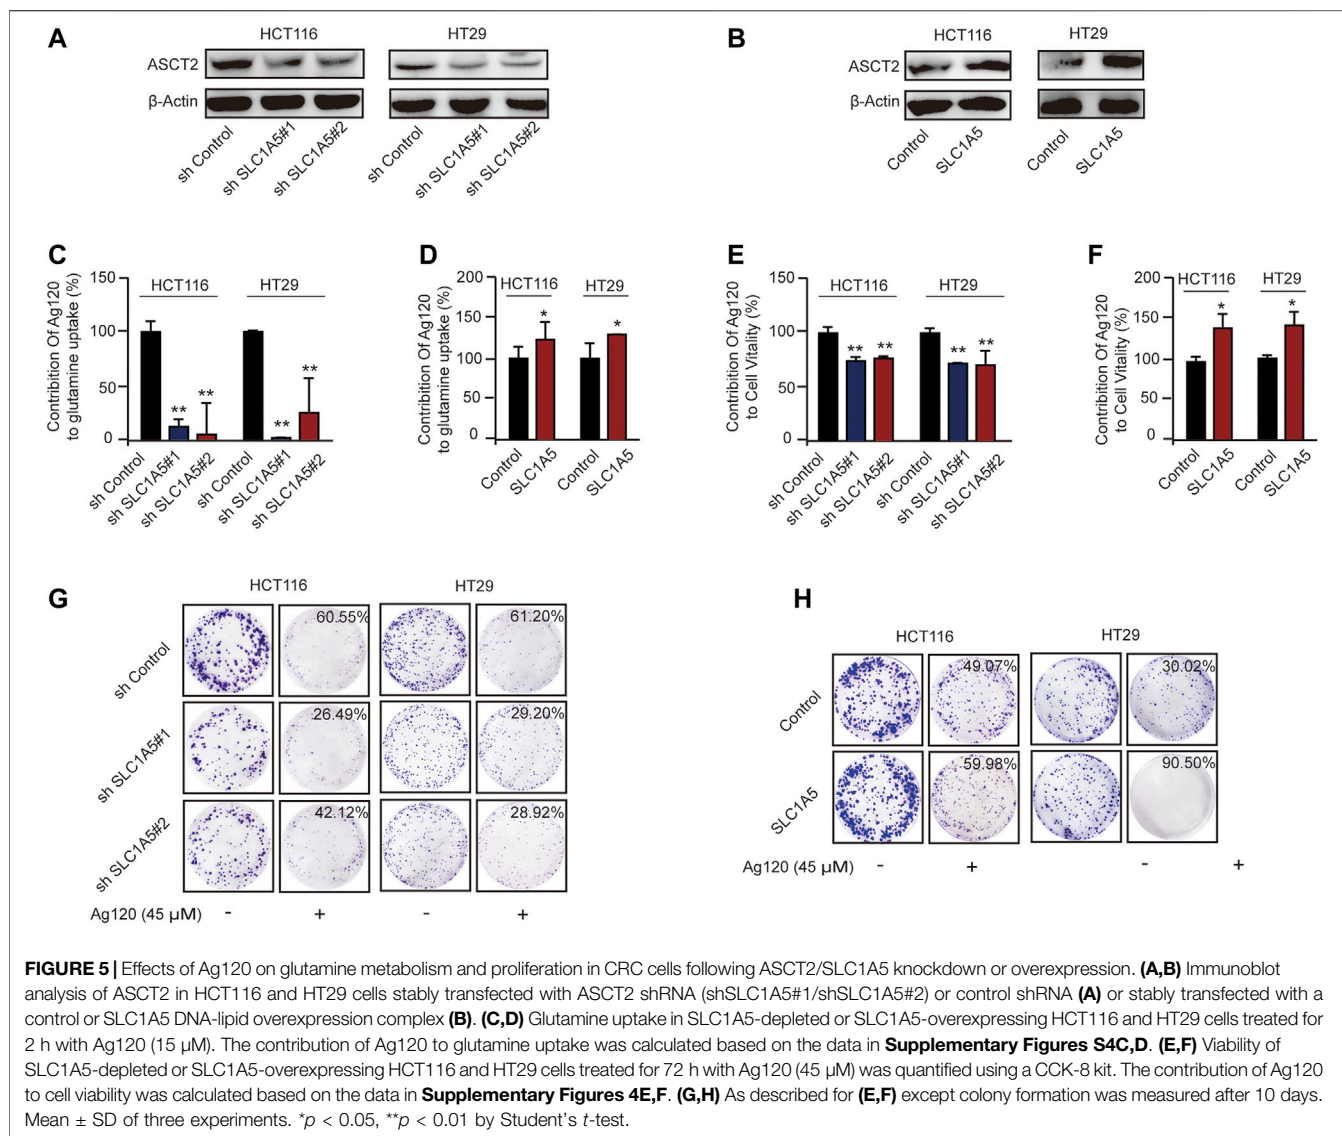 A
HCT116
HT29
ASCT2
β-Actin
sh Control
sh SLC1A5#1
sh SLC1A5#2
sh Control
sh SLC1A5#1
sh SLC1A5#2
B
HCT116
HT29
ASCT2
β-Actin
Control
SLC1A5
Control
SLC1A5
C
Contribition Of Ag120
to glutamine uptake (%)
150
100
50
0
HCT116
HT29
**
**
**
**
sh Control
sh SLC1A5#1
sh SLC1A5#2
sh Control
sh SLC1A5#1
sh SLC1A5#2
D
Contribition Of Ag120
to glutamine uptake (%)
200
150
100
50
0
HCT116
HT29
*
*
Control
SLC1A5
Control
SLC1A5
E
Contribition Of Ag120
to Cell Vitality (%)
150
100
50
0
HCT116
HT29
**
**
**
**
sh Control
sh SLC1A5#1
sh SLC1A5#2
sh Control
sh SLC1A5#1
sh SLC1A5#2
F
Contribition Of Ag120
to Cell Vitality (%)
200
150
100
50
0
HCT116
HT29
*
*
Control
SLC1A5
Control
SLC1A5
G
HCT116
HT29
sh Control
60.55%
61.20%
sh SLC1A5#1
26.49%
29.20%
sh SLC1A5#2
42.12%
28.92%
Ag120 (45 μM) - + - +
H
HCT116
HT29
Control
49.07%
30.02%
SLC1A5
59.98%
90.50%
Ag120 (45 μM) - + - +
FIGURE 5 | Effects of Ag120 on glutamine metabolism and proliferation in CRC cells following ASCT2/SLC1A5 knockdown or overexpression. (A,B) Immunoblot
analysis of ASCT2 in HCT116 and HT29 cells stably transfected with ASCT2 shRNA (shSLC1A5#1/shSLC1A5#2) or control shRNA (A) or stably transfected with a
control or SLC1A5 DNA-lipid overexpression complex (B). (C,D) Glutamine uptake in SLC1A5-depleted or SLC1A5-overexpressing HCT116 and HT29 cells treated for
2 h with Ag120 (15 μM). The contribution of Ag120 to glutamine uptake was calculated based on the data in Supplementary Figures S4C,D. (E,F) Viability of
SLC1A5-depleted or SLC1A5-overexpressing HCT116 and HT29 cells treated for 72 h with Ag120 (45 μM) was quantified using a CCK-8 kit. The contribution of Ag120
to cell viability was calculated based on the data in Supplementary Figures 4E,F. (G,H) As described for (E,F) except colony formation was measured after 10 days.
Mean ± SD of three experiments. *p < 0.05, **p < 0.01 by Student's t-test.